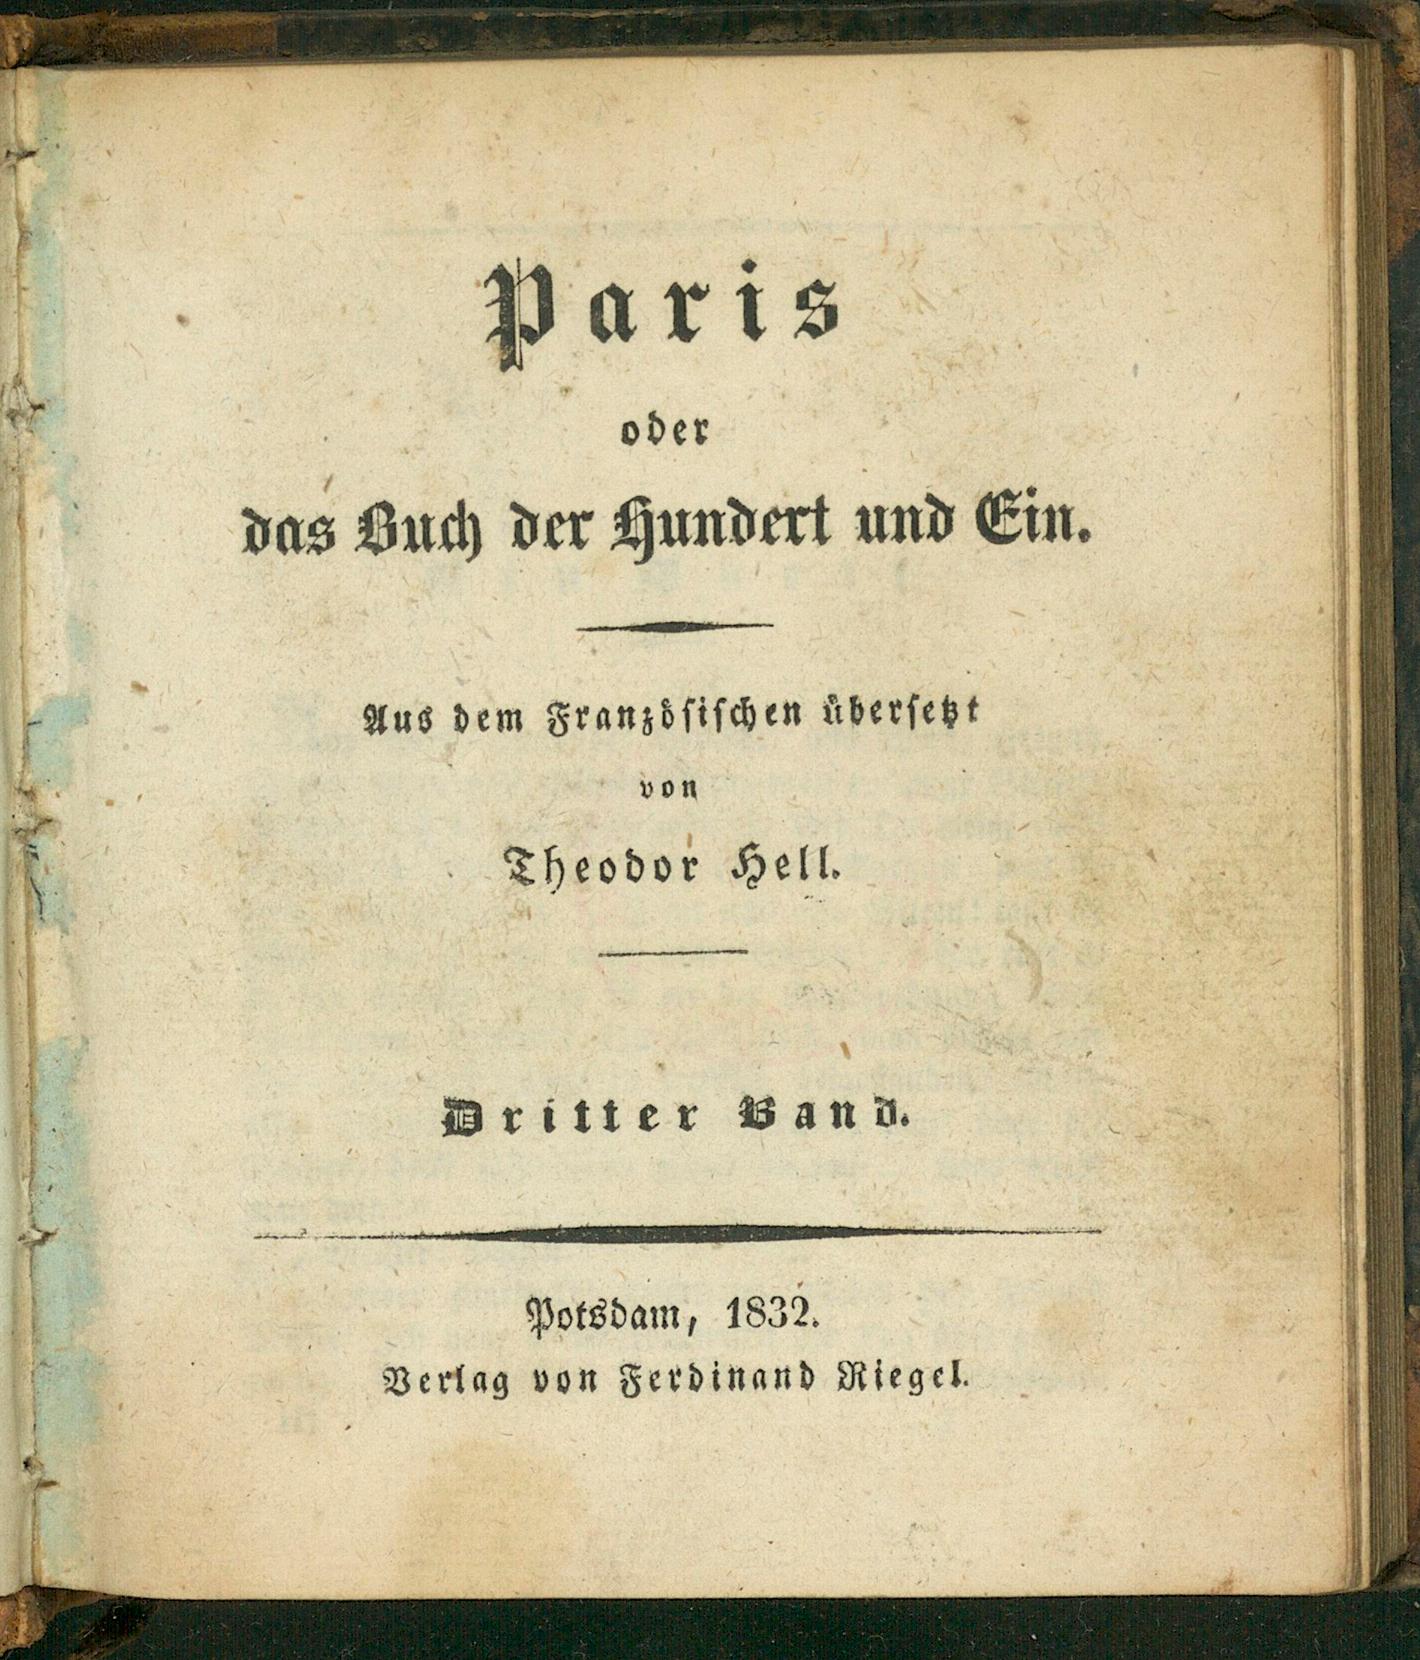 Paris
oder
das Buch der Hundert und Ein.
Aus dem Französischen übersetzt
von
Theodor Hell.
Dritter Band.
Potsdam, 1832.
Verlag von Ferdinand Riegel.